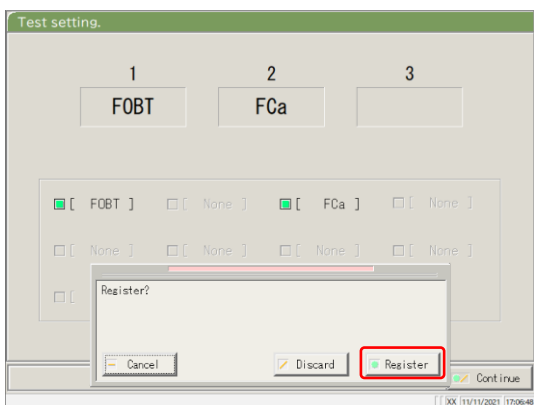 Test setting.
1 2 3
FOBT FCa
[ FOBT ] [ None ] [ FCa ] [ None ]
[ None ] [ None ] [ None ] [ None ]
[
Register?
Cancel Discard Register
Continue
[ [ XX 11/11/2021 17:06:48